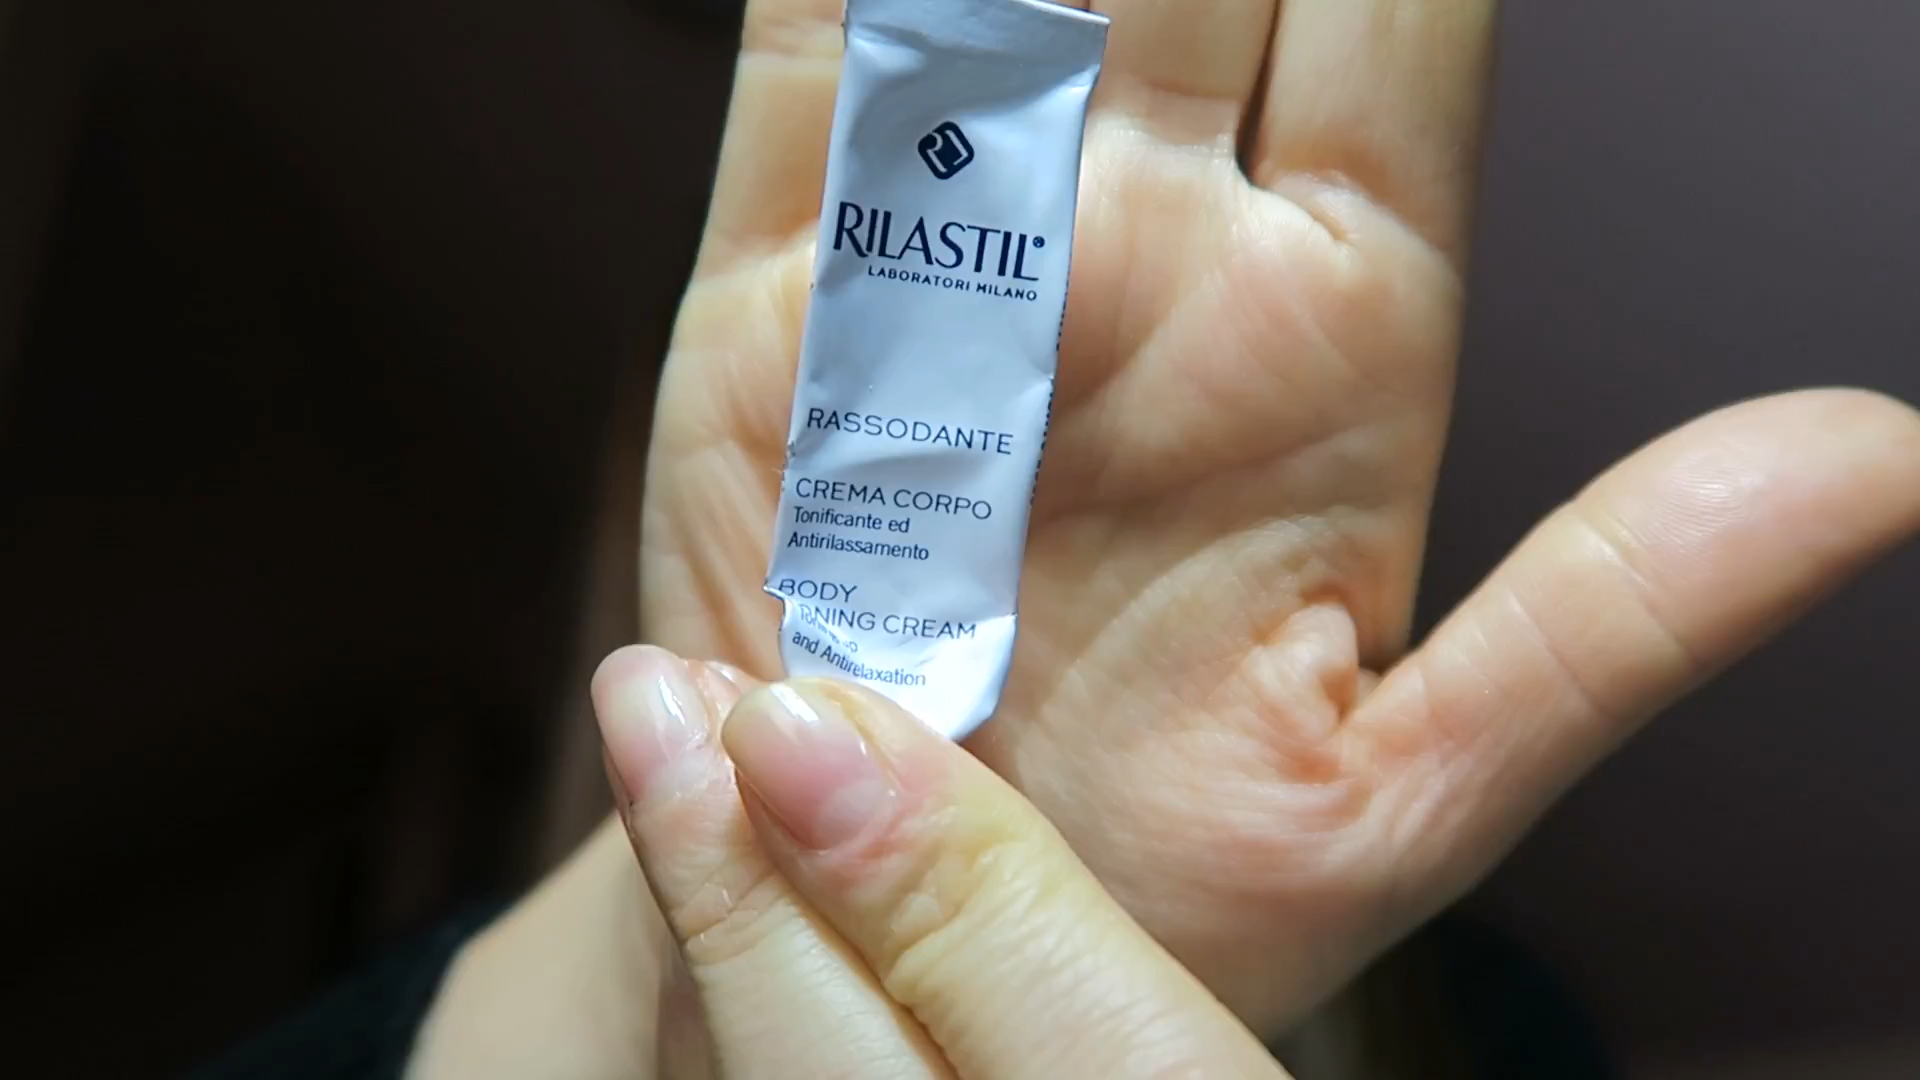 RILASTIL®
LABORATORI MILANO
RASSODANTE
CREMA CORPO
Tonificante ed
Antirilassamento
BODY
NING CREAM
and Antirelaxation